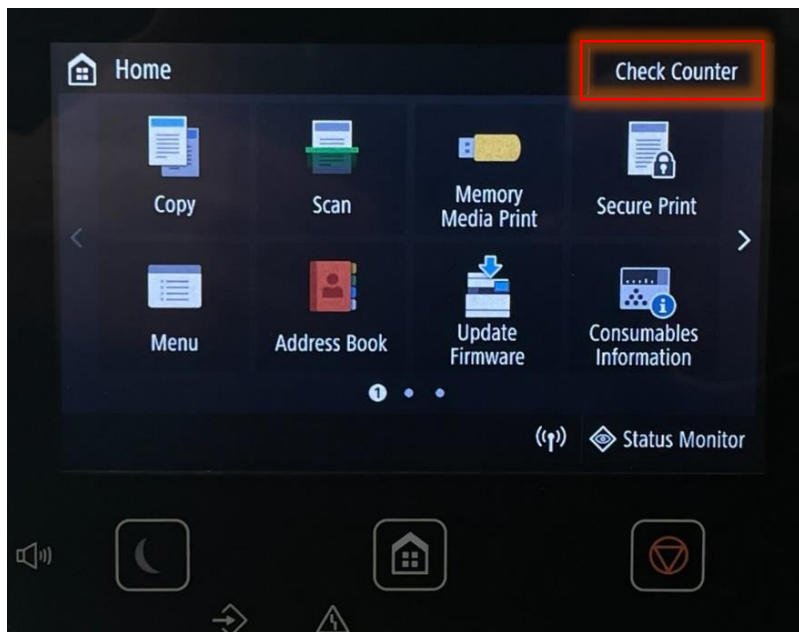 Home
Check Counter
Copy
Scan
Memory
Media Print
Secure Print
Menu
Address Book
Update
Firmware
Consumables
Information
1
Status Monitor